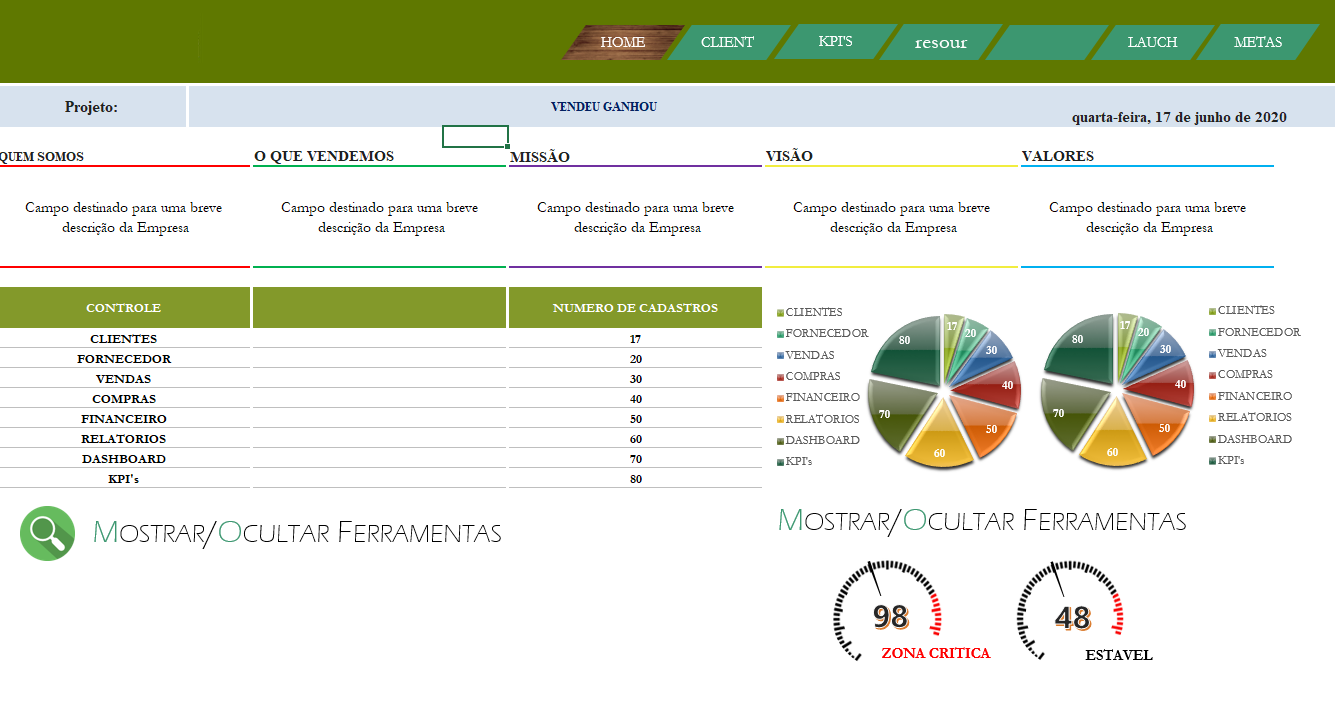 HOME
CLIENT
KPI'S
resour
LAUCH
METAS
Projeto:
VENDEU GANHOU
quarta-feira, 17 de junho de 2020
QUEM SOMOS
O QUE VENDEMOS
MISSÃO
VISÃO
VALORES
Campo destinado para uma breve
descrição da Empresa
Campo destinado para uma breve
descrição da Empresa
Campo destinado para uma breve
descrição da Empresa
Campo destinado para uma breve
descrição da Empresa
Campo destinado para uma breve
descrição da Empresa
CONTROLE
NUMERO DE CADASTROS
CLIENTES 17
FORNECEDOR 20
VENDAS 30
COMPRAS 40
FINANCEIRO 50
RELATORIOS 60
DASHBOARD 70
KPI's 80
CLIENTES
FORNECEDOR
VENDAS
COMPRAS
FINANCEIRO
RELATORIOS
DASHBOARD
KPI's
17
20
30
40
50
60
70
80
17
20
30
40
50
60
70
80
CLIENTES
FORNECEDOR
VENDAS
COMPRAS
FINANCEIRO
RELATORIOS
DASHBOARD
KPI's
MOSTRAR/OCULTAR FERRAMENTAS
MOSTRAR/OCULTAR FERRAMENTAS
98
ZONA CRITICA
48
ESTAVEL